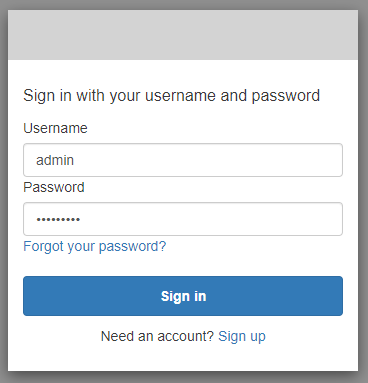 Sign in with your username and password
Username
admin
Password
•••••••••
Forgot your password?
Sign in
Need an account? Sign up